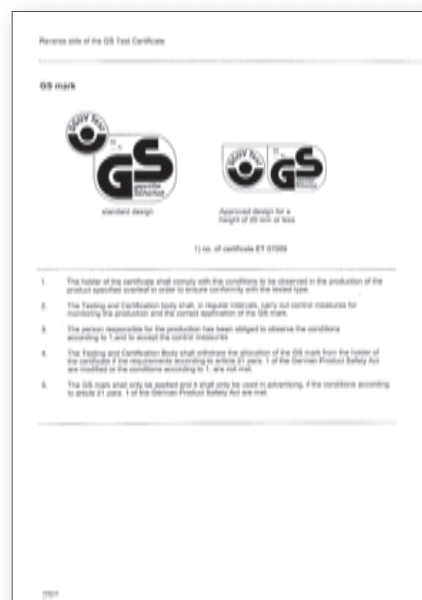 Reverse side of the GS Test Certificate
GS mark
DGUV Test
GS
geprüfte
Sicherheit
DGUV Test
GS
standard design
Approved design for a
height of 20 mm or less
1) no. of certificate ET
1. The holder of the certificate shall comply with the conditions to be observed in the production of the
product specified overleaf in order to ensure conformity with the tested type.
2. The Testing and Certification body shall, in regular intervals, carry out control measures for
monitoring the production and the correct application of the GS mark.
3. The person responsible for the production has been obliged to observe the conditions
according to 1 and to accept the control measures
4. The Testing and Certification Body shall withdraw the allocation of the GS mark from the holder of
the certificate if the requirements according to article 21 para. 1 of the German Product Safety Act
are modified or the conditions according to 1. are not met.
5. The GS mark shall only be applied and it shall only be used in advertising, if the conditions according
to article 21 para. 1 of the German Product Safety Act are met.